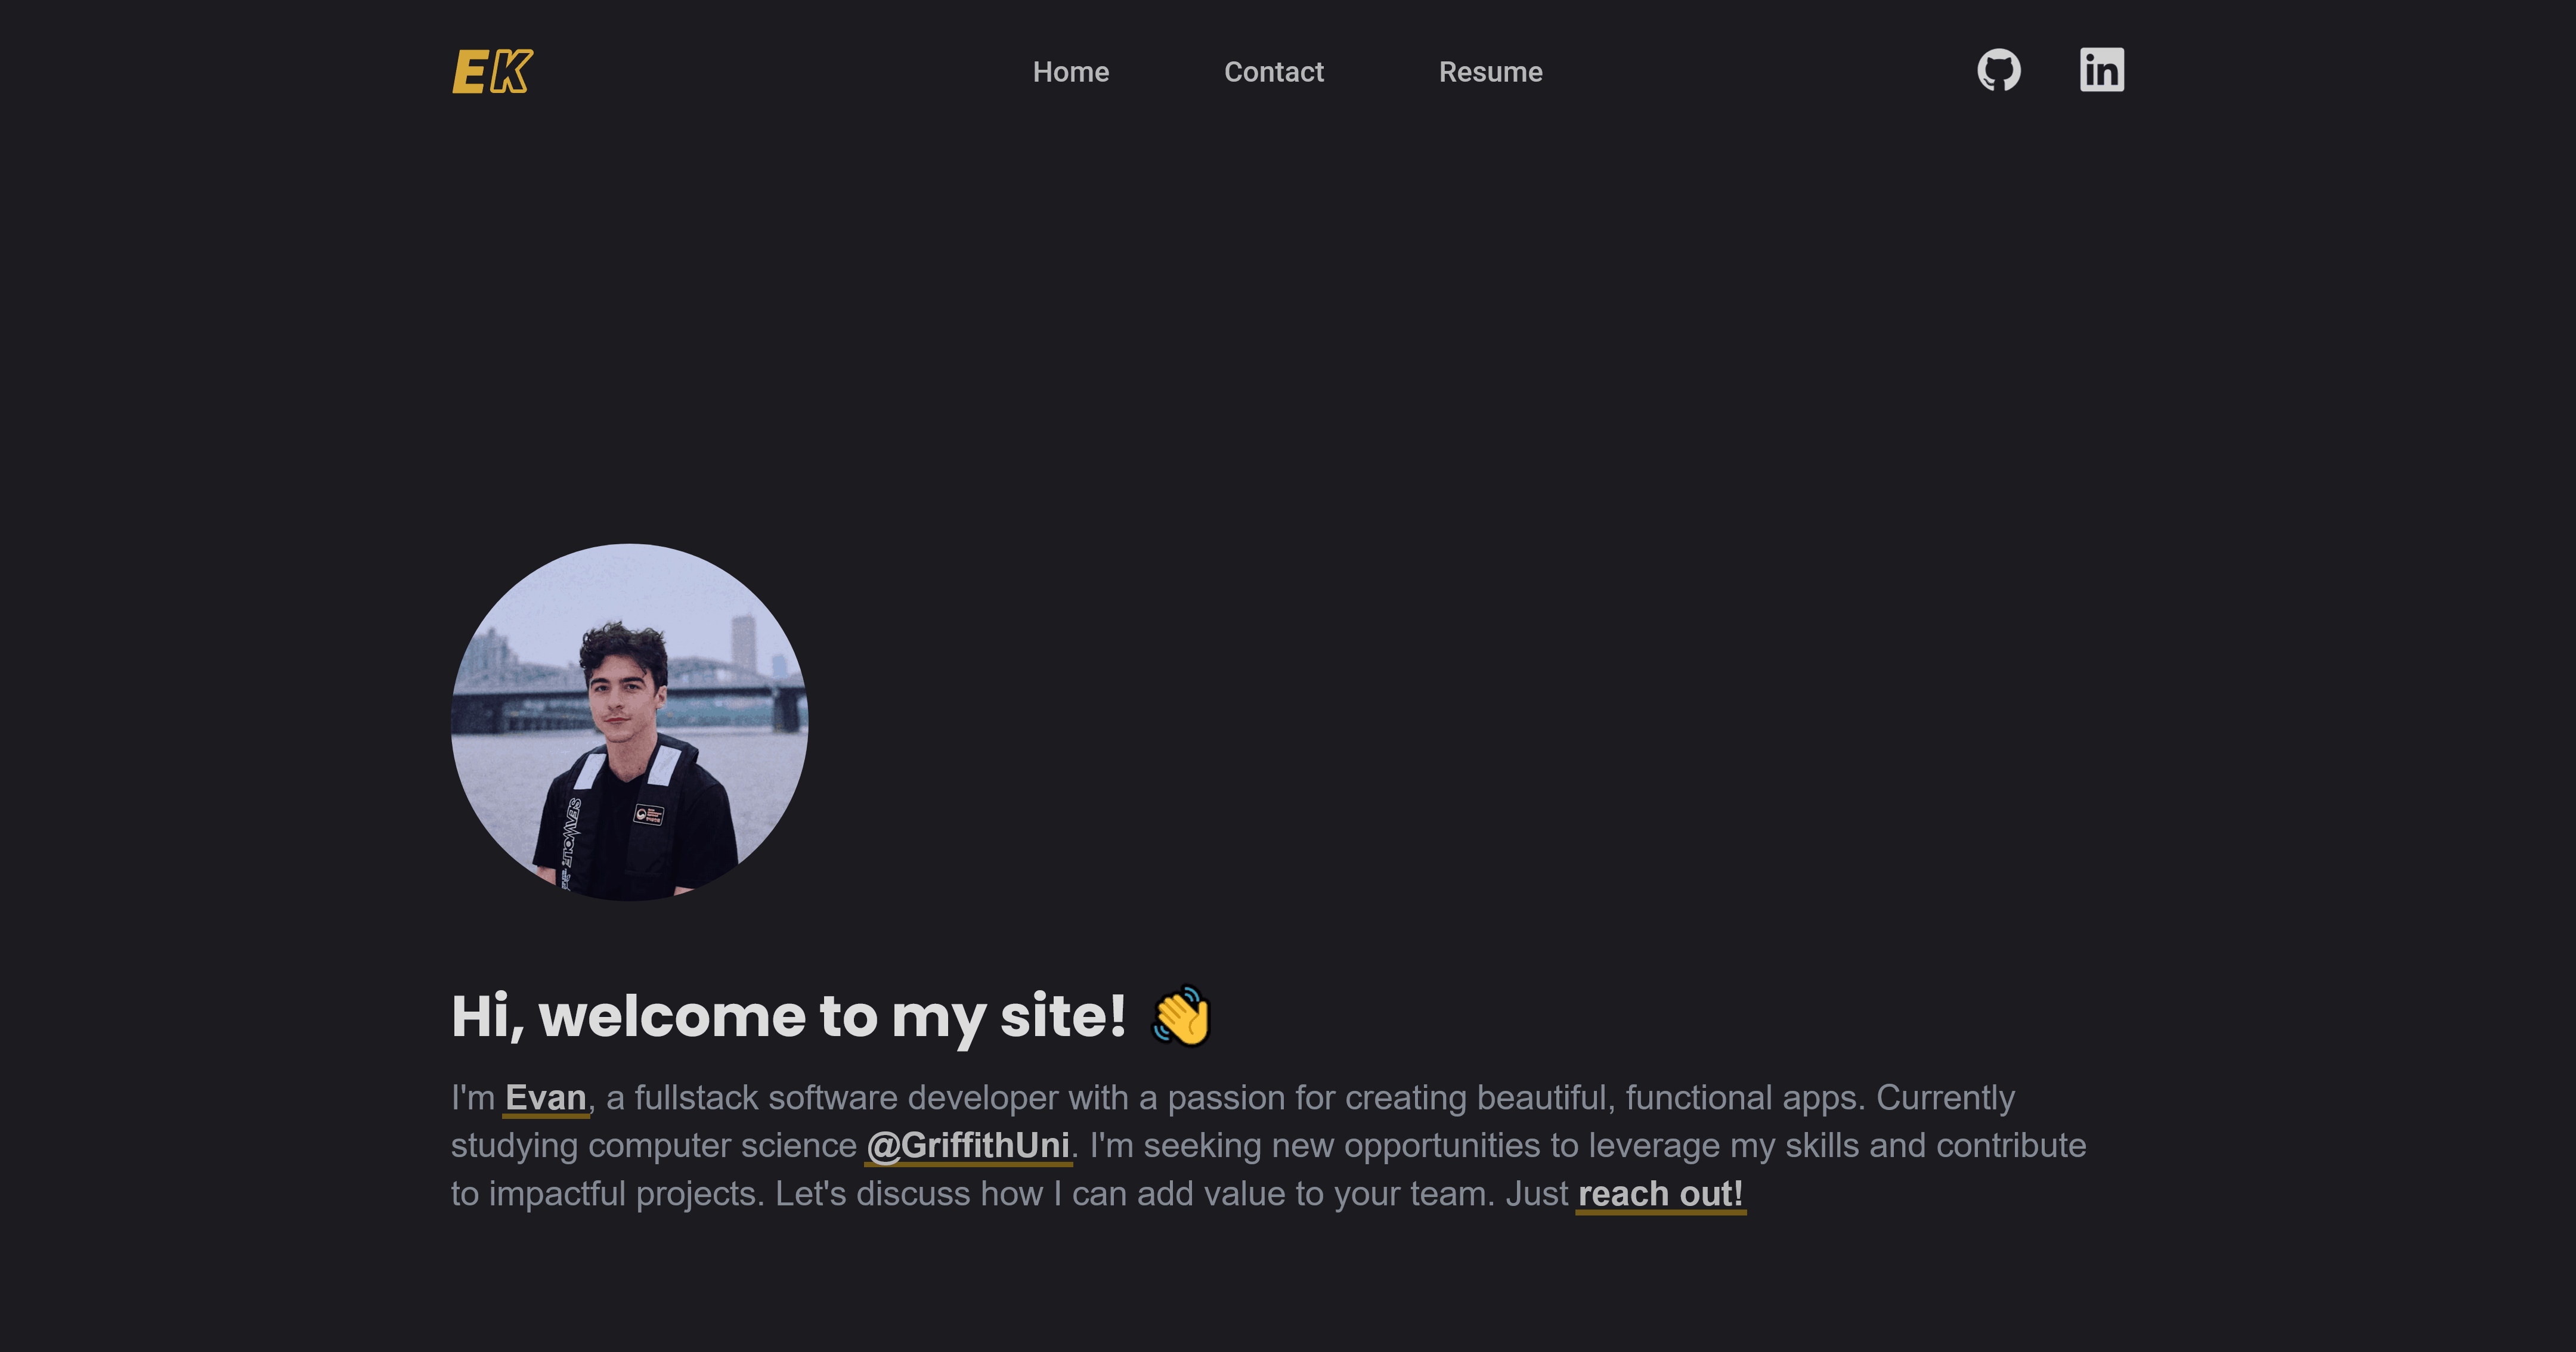 EK
Home
Contact
Resume
in
Hi, welcome to my site! 👋
I'm Evan, a fullstack software developer with a passion for creating beautiful, functional apps. Currently
studying computer science @GriffithUni. I'm seeking new opportunities to leverage my skills and contribute
to impactful projects. Let's discuss how I can add value to your team. Just reach out!